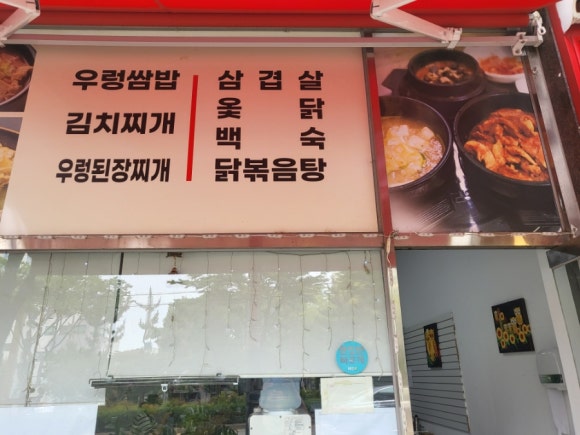 우렁쌈밥
김치찌개
우렁된장찌개
삼겹살
옻닭
백숙
닭볶음탕